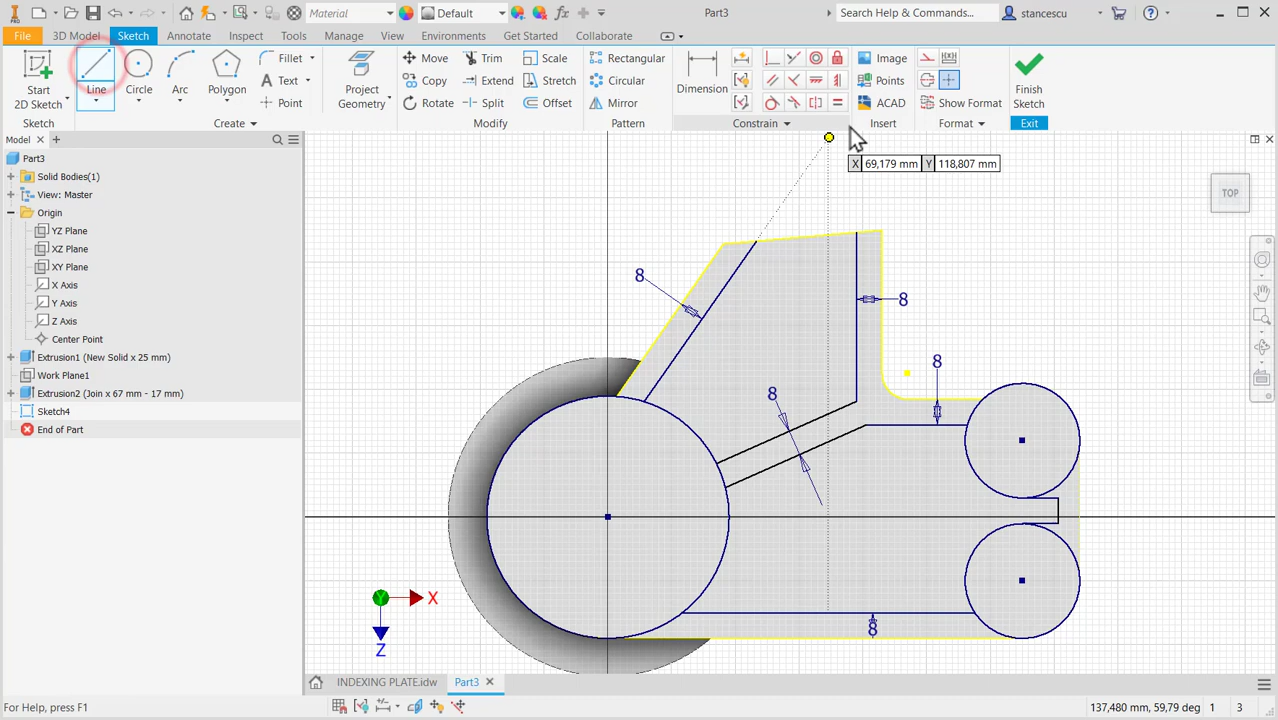 Material
Default
Part3
Search Help & Commands...
stancescu
File
3D Model
Sketch
Annotate
Inspect
Tools
Manage
View
Environments
Get Started
Collaborate
Start
2D Sketch
Line
Circle
Arc
Polygon
Fillet
Text
Point
Project
Geometry
Move
Copy
Rotate
Trim
Extend
Split
Scale
Stretch
Offset
Rectangular
Circular
Mirror
Dimension
Image
Points
ACAD
Show Format
Finish
Sketch
Sketch
Create
Modify
Pattern
Constrain
Insert
Format
Exit
Model
Part3
Solid Bodies(1)
View: Master
Origin
YZ Plane
XZ Plane
XY Plane
X Axis
Y Axis
Z Axis
Center Point
Extrusion1 (New Solid x 25 mm)
Work Plane1
Extrusion2 (Join x 67 mm - 17 mm)
Sketch4
End of Part
X 69,179 mm Y 118,807 mm
TOP
8
8
8
8
8
X
Z
Y
INDEXING PLATE.idw
Part3
For Help, press F1
137,480 mm, 59,79 deg 1 3